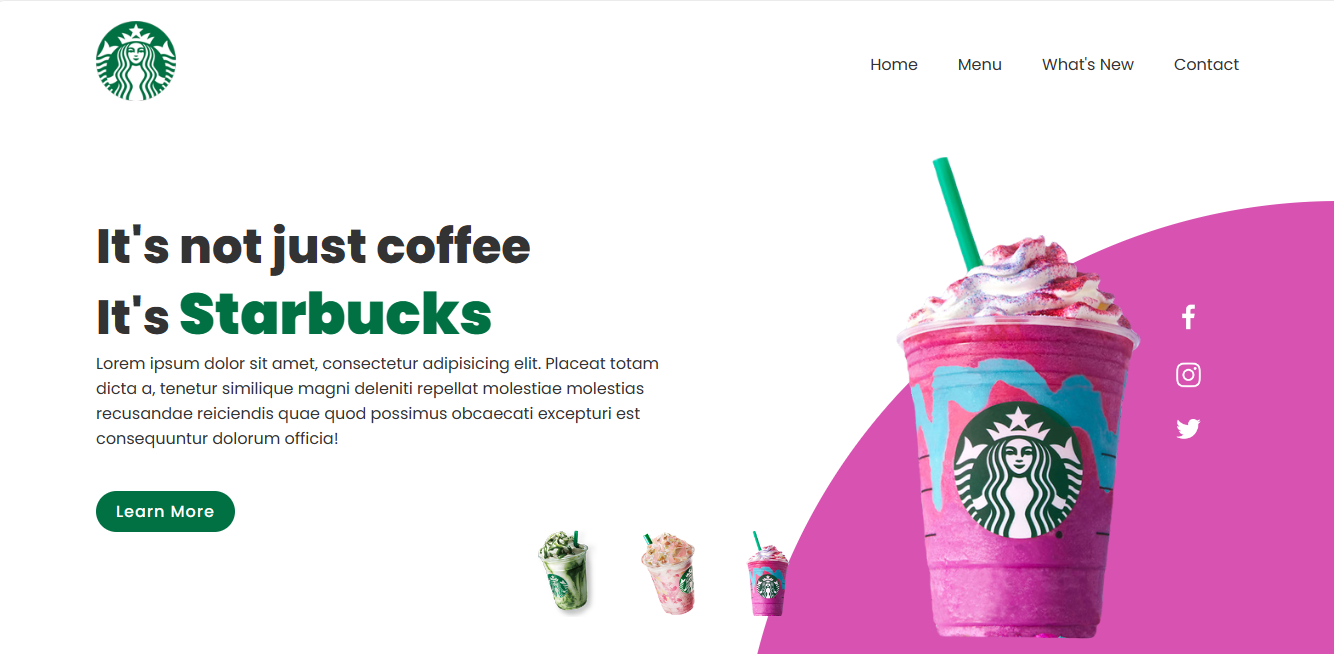 Home Menu What's New Contact
It's not just coffee
It's Starbucks
Lorem ipsum dolor sit amet, consectetur adipisicing elit. Placeat totam
dicta a, tenetur similique magni deleniti repellat molestiae molestias
recusandae reiciendis quae quod possimus obcaecati excepturi est
consequuntur dolorum officia!
Learn More